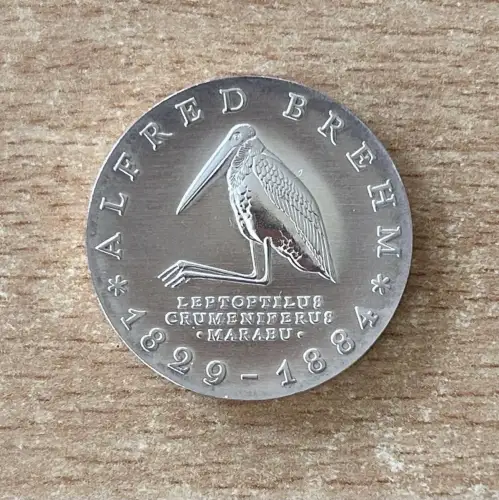 * ALFRED BREHM *
1829-1884
LEPTOPTILUS
CRUMENIFERUS
· MARABU ·